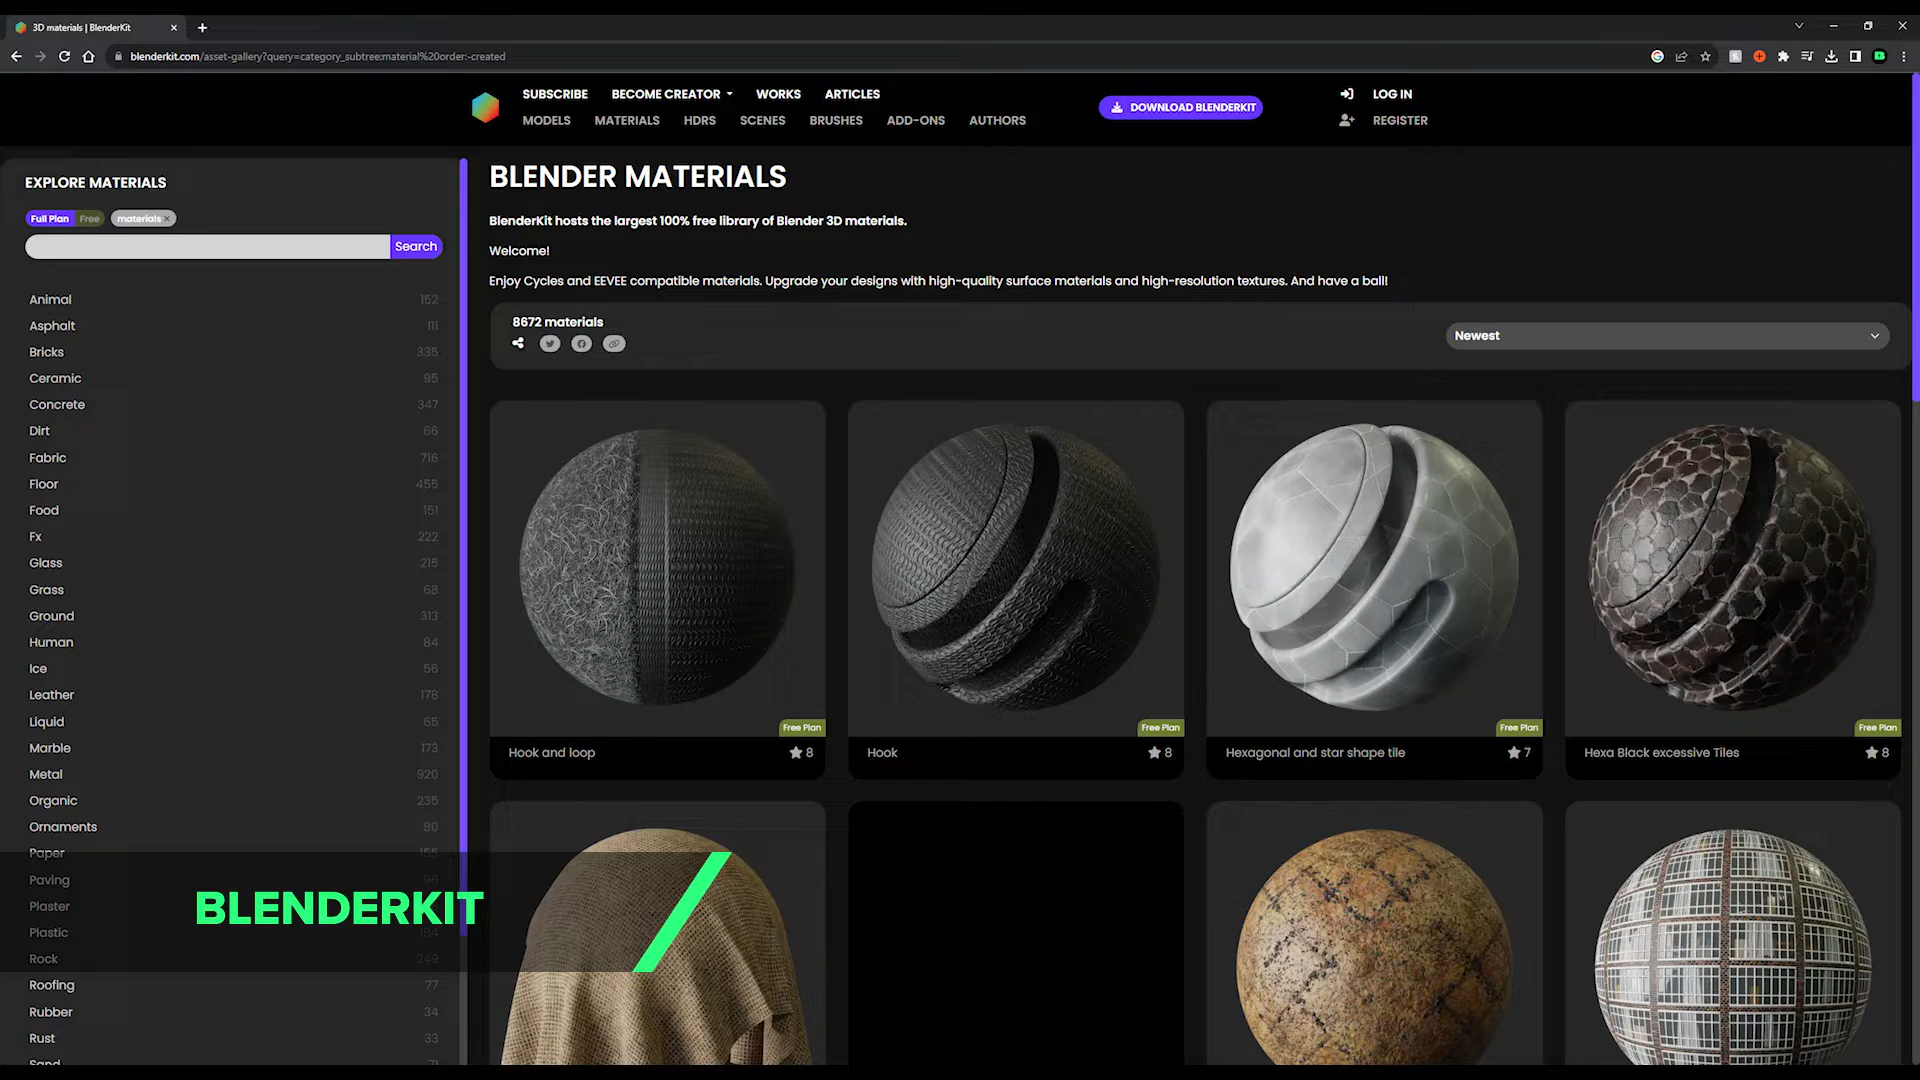 3D materials | BlenderKit
blenderkit.com/asset-gallery?query=category_subtree:material%20order:-created
SUBSCRIBE BECOME CREATOR WORKS ARTICLES
MODELS MATERIALS HDRS SCENES BRUSHES ADD-ONS AUTHORS
DOWNLOAD BLENDERKIT
LOG IN
REGISTER
EXPLORE MATERIALS
Full Plan Free materials ×
Search
Animal 152
Asphalt 111
Bricks 335
Ceramic 95
Concrete 347
Dirt 66
Fabric 716
Floor 455
Food 151
Fx 222
Glass 215
Grass 68
Ground 313
Human 84
Ice 56
Leather 178
Liquid 65
Marble 173
Metal 920
Organic 235
Ornaments 80
Paper 155
Paving
Plaster
Plastic 184
Rock 249
Roofing 77
Rubber 34
Rust 33
Sand 71
BLENDERKIT
BLENDER MATERIALS
BlenderKit hosts the largest 100% free library of Blender 3D materials.
Welcome!
Enjoy Cycles and EEVEE compatible materials. Upgrade your designs with high-quality surface materials and high-resolution textures. And have a ball!
8672 materials
Newest
Free Plan
Hook and loop 8
Free Plan
Hook 8
Free Plan
Hexagonal and star shape tile 7
Free Plan
Hexa Black excessive Tiles 8